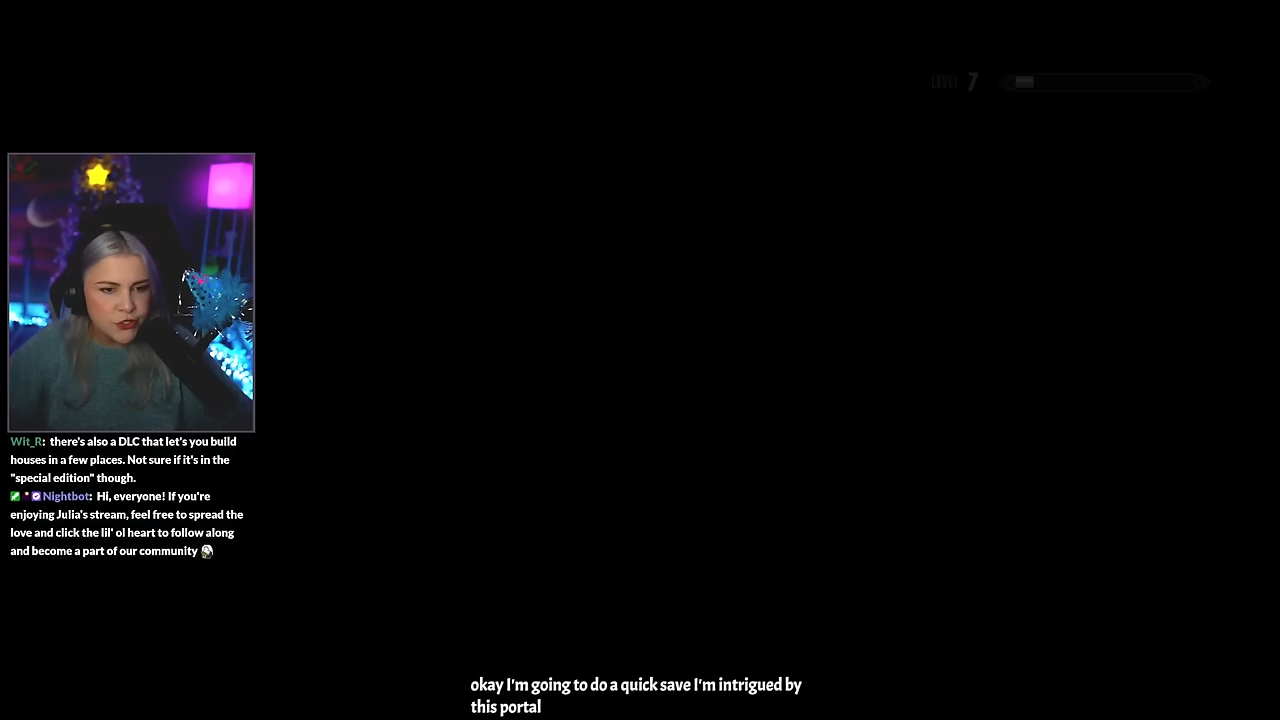 LEVEL 7
Wit_R: there's also a DLC that let's you build
houses in a few places. Not sure if it's in the
"special edition" though.
Nightbot: Hi, everyone! If you're
enjoying Julia's stream, feel free to spread the
love and click the lil' ol heart to follow along
and become a part of our community
okay I'm going to do a quick save I'm intrigued by
this portal